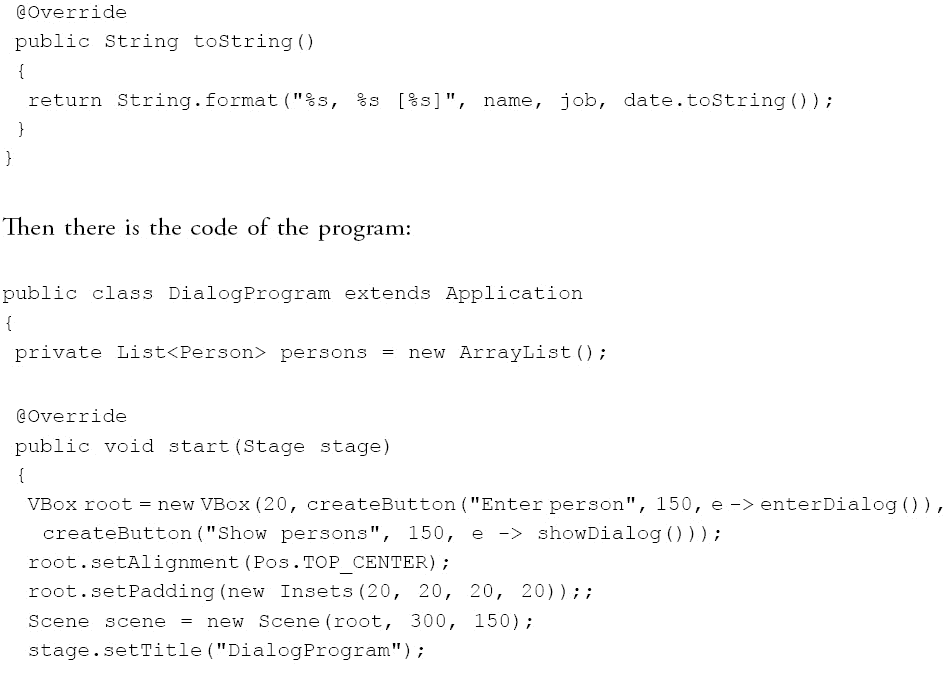 @Override
public String toString()
{
return String.format("%s, %s [%s]", name, job, date.toString());
}
}
Then there is the code of the program:
public class DialogProgram extends Application
{
private List<Person> persons = new ArrayList();
@Override
public void start(Stage stage)
{
VBox root = new VBox(20, createButton("Enter person", 150, e -> enterDialog()),
createButton("Show persons", 150, e -> showDialog()));
root.setAlignment(Pos.TOP_CENTER);
root.setPadding(new Insets(20, 20, 20, 20));;
Scene scene = new Scene(root, 300, 150);
stage.setTitle("DialogProgram");